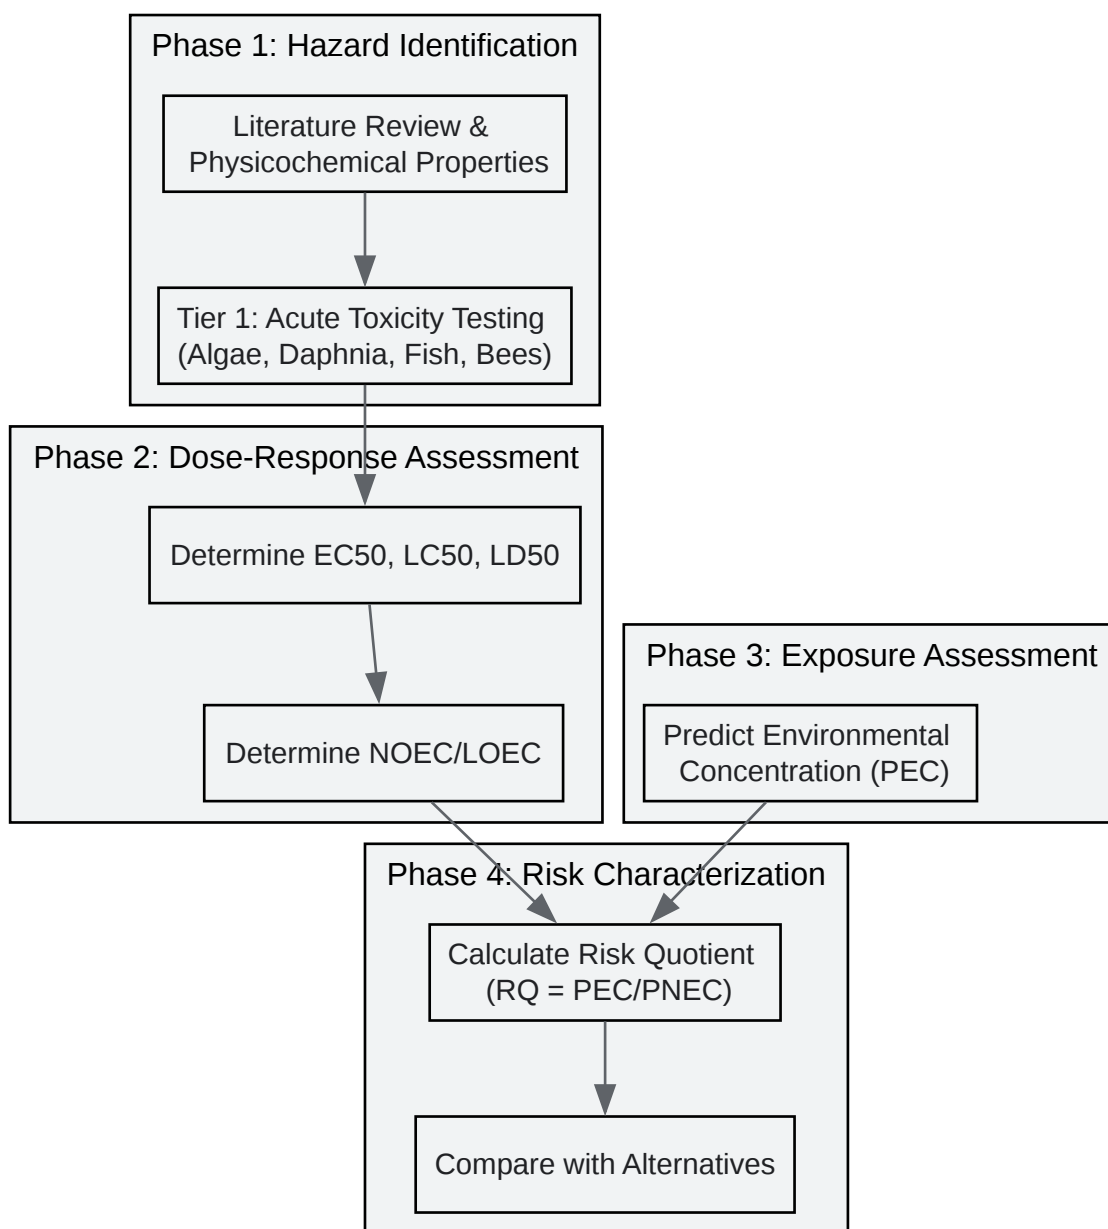 Phase 1: Hazard Identification
Literature Review &
Physicochemical Properties
Tier 1: Acute Toxicity Testing
(Algae, Daphnia, Fish, Bees)
Phase 2: Dose-Response Assessment
Determine EC50, LC50, LD50
Determine NOEC/LOEC
Phase 3: Exposure Assessment
Predict Environmental
Concentration (PEC)
Phase 4: Risk Characterization
Calculate Risk Quotient
(RQ = PEC/PNEC)
Compare with Alternatives